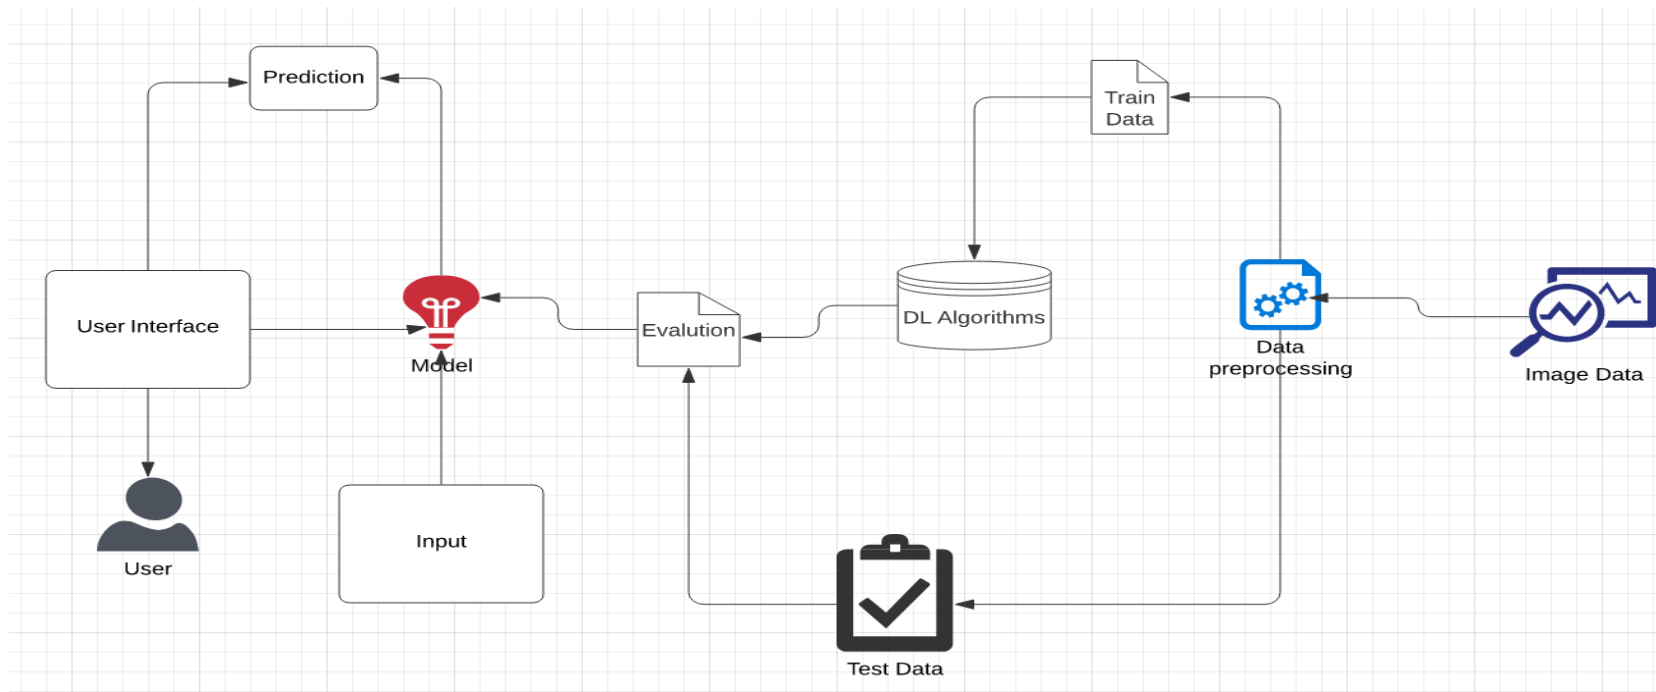 Prediction
Train
Data
User Interface
Model
Evalution
DL Algorithms
Data
preprocessing
Image Data
User
Input
Test Data